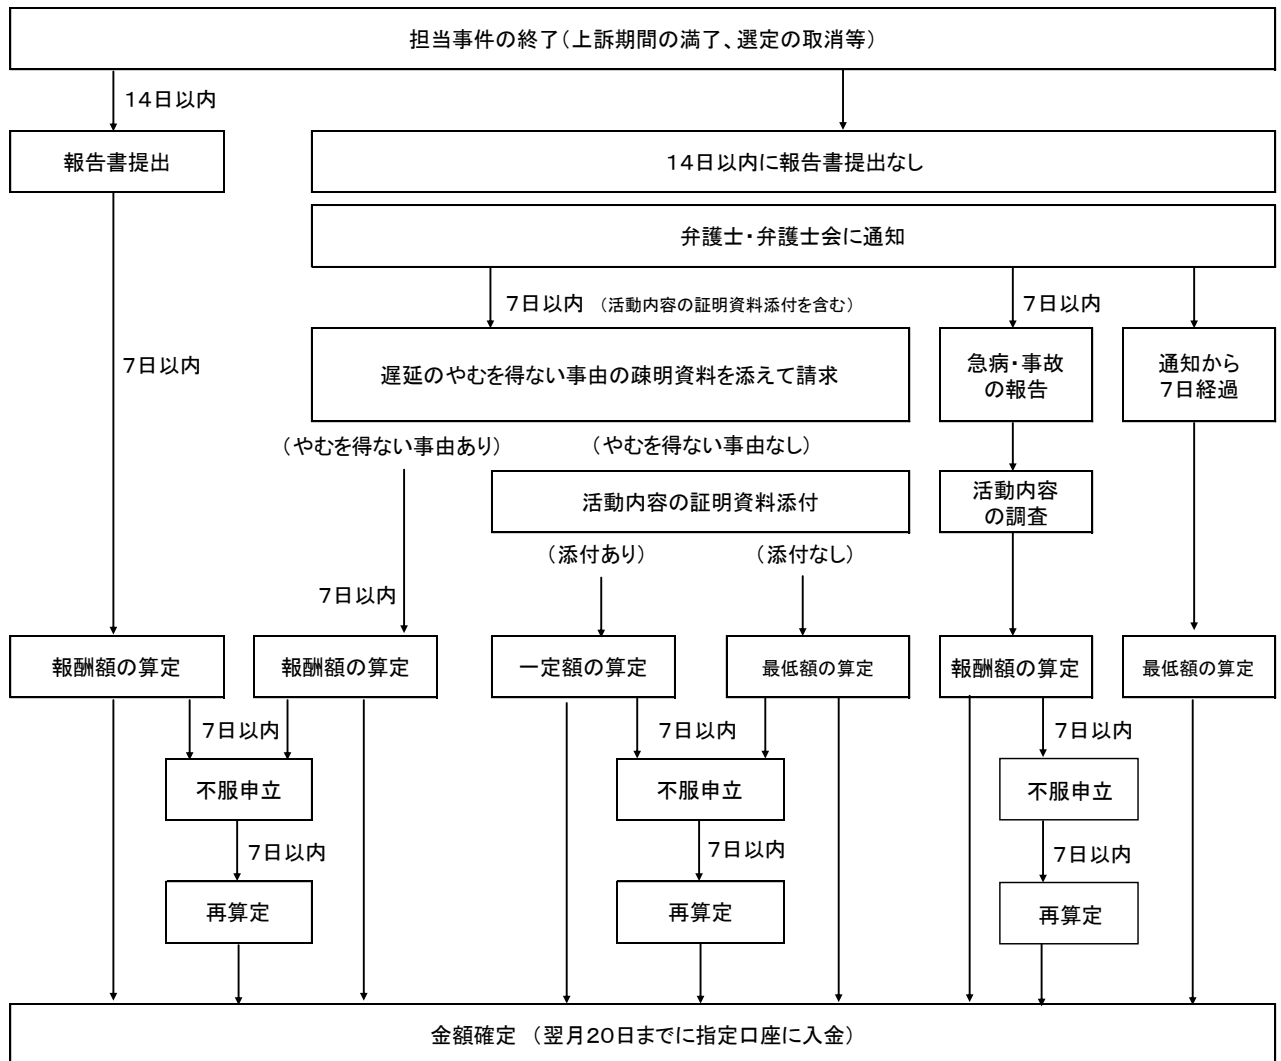 担当事件の終了（上訴期間の満了、選定の取消等）
14日以内
報告書提出
14日以内に報告書提出なし
弁護士・弁護士会に通知
7日以内 （活動内容の証明資料添付を含む）
7日以内
7日以内
遅延のやむを得ない事由の疎明資料を添えて請求
急病・事故
の報告
通知から
7日経過
（やむを得ない事由あり）
（やむを得ない事由なし）
活動内容の証明資料添付
活動内容
の調査
（添付あり）
（添付なし）
7日以内
報酬額の算定
報酬額の算定
一定額の算定
最低額の算定
報酬額の算定
最低額の算定
7日以内
7日以内
7日以内
不服申立
不服申立
不服申立
7日以内
7日以内
7日以内
再算定
再算定
再算定
金額確定 （翌月20日までに指定口座に入金）